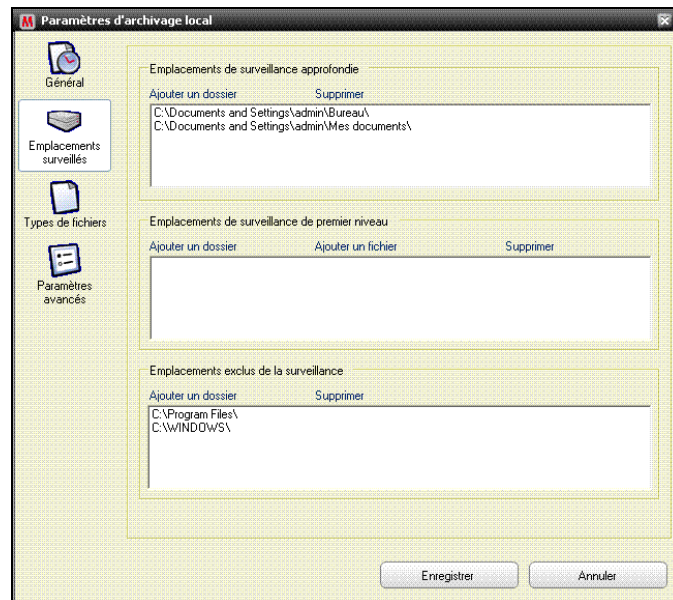 Paramètres d'archivage local
Général
Emplacements
surveillés
Types de fichiers
Paramètres
avancés
Emplacements de surveillance approfondie
Ajouter un dossier Supprimer
C:\Documents and Settings\admin\Bureau\
C:\Documents and Settings\admin\Mes documents\
Emplacements de surveillance de premier niveau
Ajouter un dossier Ajouter un fichier Supprimer
Emplacements exclus de la surveillance
Ajouter un dossier Supprimer
C:\Program Files\
C:\WINDOWS\
Enregistrer Annuler